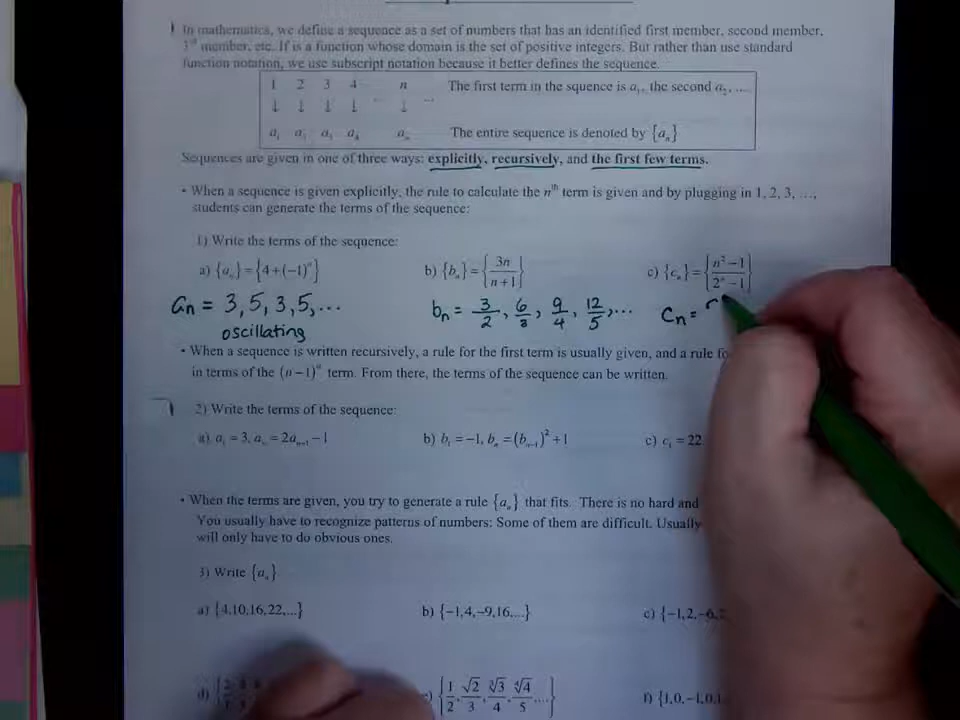 In mathematics, we define a sequence as a set of numbers that has an identified first member, second member,
3rd member, etc. If is a function whose domain is the set of positive integers. But rather than use standard
function notation, we use subscript notation because it better defines the sequence.
1 2 3 4 ... n ... The first term in the squence is a₁, the second a₂, ...
↓ ↓ ↓ ↓ ↓
a₁ a₂ a₃ a₄ aₙ The entire sequence is denoted by {aₙ}
Sequences are given in one of three ways: explicitly, recursively, and the first few terms.
• When a sequence is given explicitly, the rule to calculate the nth term is given and by plugging in 1, 2, 3, …,
students can generate the terms of the sequence:
1) Write the terms of the sequence:
a) {aₙ} = {4+(-1)ⁿ} b) {bₙ} = {3n/(n+1)} c) {cₙ} = {(n²-1)/(2ⁿ-1)}
aₙ = 3, 5, 3, 5, ... bₙ = 3/2, 6/3, 9/4, 12/5, ... cₙ =
oscillating
• When a sequence is written recursively, a rule for the first term is usually given, and a rule
in terms of the (n-1)st term. From there, the terms of the sequence can be written.
2) Write the terms of the sequence:
a) a₁ = 3, aₙ = 2aₙ₋₁ - 1 b) b₁ = -1, bₙ = (bₙ₋₁)² + 1 c) c₁ = 22
• When the terms are given, you try to generate a rule {aₙ} that fits. There is no hard and
You usually have to recognize patterns of numbers: Some of them are difficult. Usually
will only have to do obvious ones.
3) Write {aₙ}
a) {4,10,16,22,...} b) {-1,4,-9,16,...} c) {-1,2,-6,
d) { 1/2, √2/3, ∛3/4, ∜4/5, ...} f) {1,0,-1,0,1